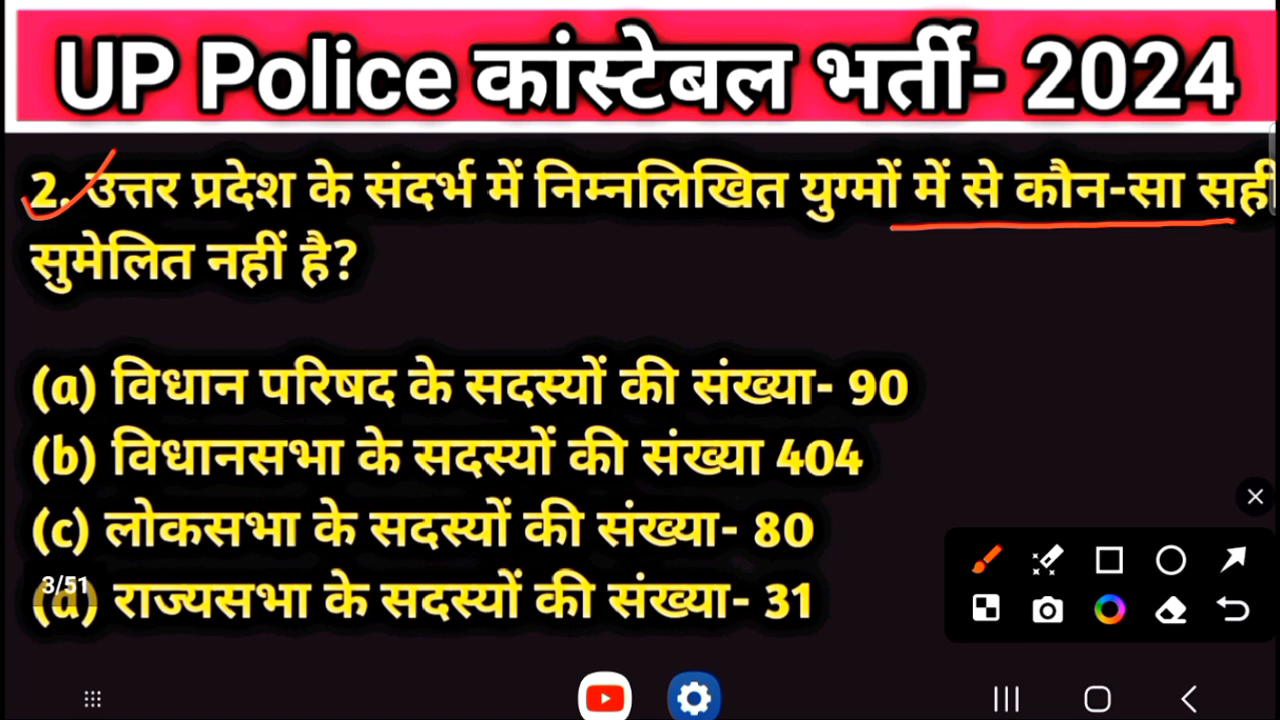 UP Police कांस्टेबल भर्ती- 2024
2. उत्तर प्रदेश के संदर्भ में निम्नलिखित युग्मों में से कौन-सा सही
सुमेलित नहीं है?
(a) विधान परिषद के सदस्यों की संख्या- 90
(b) विधानसभा के सदस्यों की संख्या 404
(c) लोकसभा के सदस्यों की संख्या- 80
3/51
(d) राज्यसभा के सदस्यों की संख्या- 31